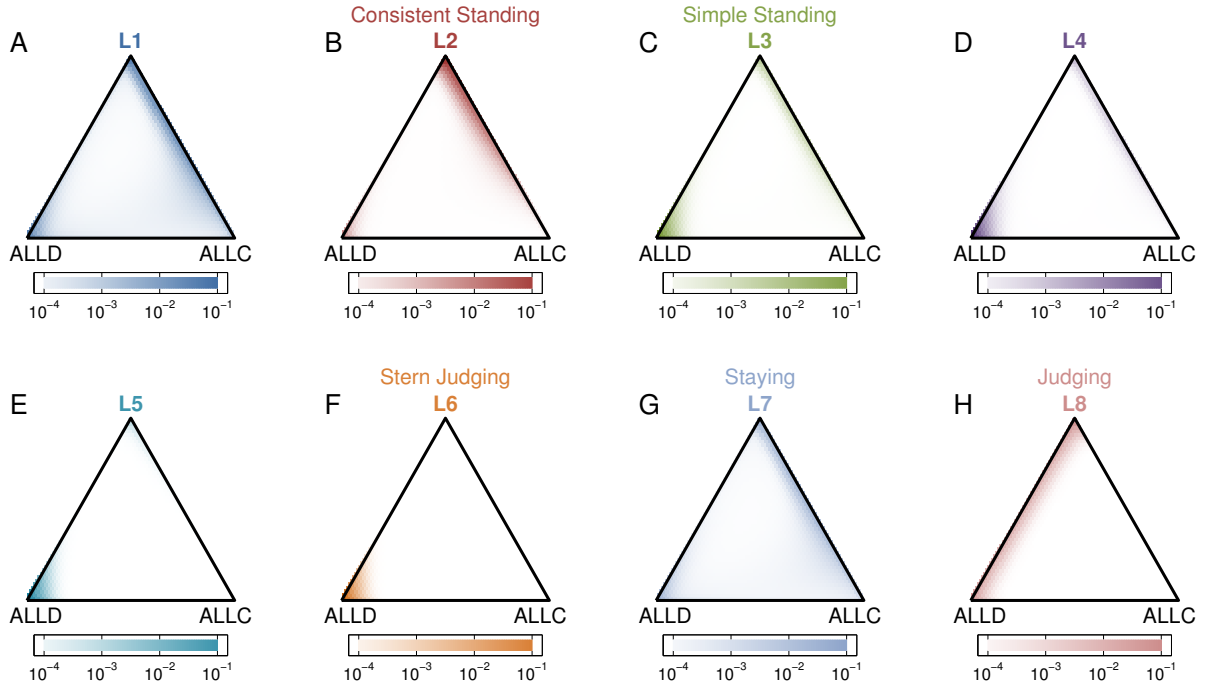 Consistent Standing
Simple Standing
A L1
B L2
C L3
D L4
ALLD ALLC
ALLD ALLC
ALLD ALLC
ALLD ALLC
10⁻⁴ 10⁻³ 10⁻² 10⁻¹
10⁻⁴ 10⁻³ 10⁻² 10⁻¹
10⁻⁴ 10⁻³ 10⁻² 10⁻¹
10⁻⁴ 10⁻³ 10⁻² 10⁻¹
Stern Judging
Staying
Judging
E L5
F L6
G L7
H L8
ALLD ALLC
ALLD ALLC
ALLD ALLC
ALLD ALLC
10⁻⁴ 10⁻³ 10⁻² 10⁻¹
10⁻⁴ 10⁻³ 10⁻² 10⁻¹
10⁻⁴ 10⁻³ 10⁻² 10⁻¹
10⁻⁴ 10⁻³ 10⁻² 10⁻¹